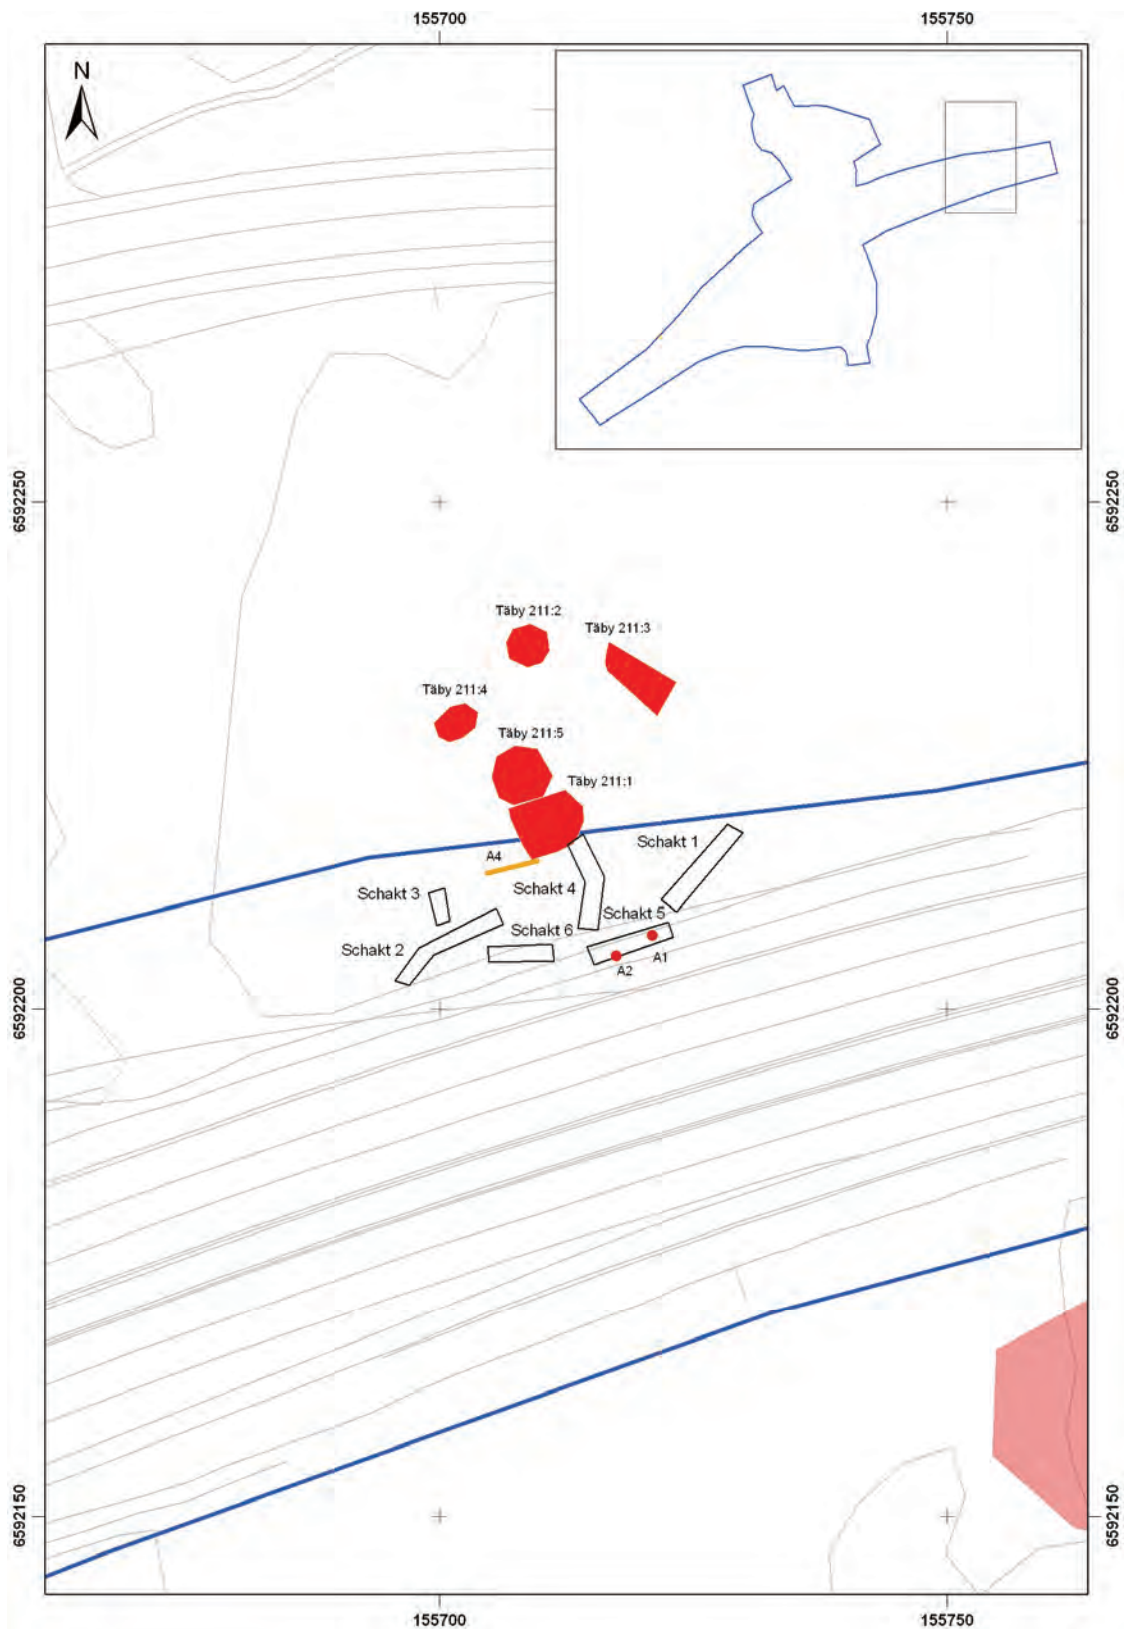 155700 155750
N
6592250 6592250
Täby 211:2
Täby 211:3
Täby 211:4
Täby 211:5
Täby 211:1
Schakt 1
A4
Schakt 3
Schakt 4
Schakt 5
Schakt 6
Schakt 2
A1
A2
6592200 6592200
6592150 6592150
155700 155750